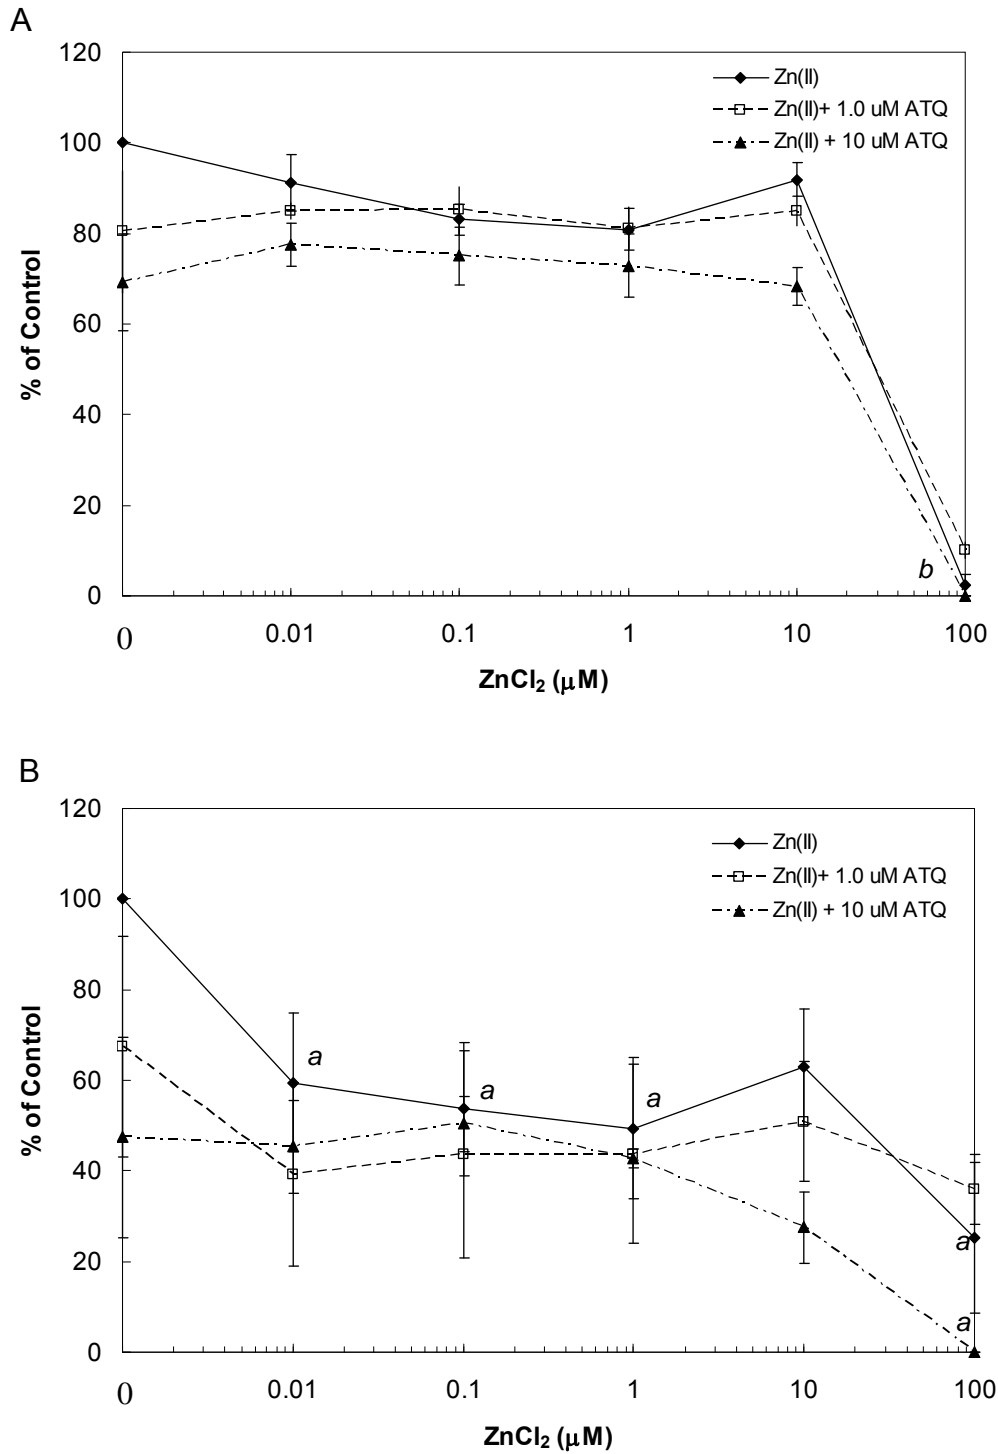 A
120
100
80
60
40
20
0
% of Control
Zn(II)
Zn(II)+ 1.0 uM ATQ
Zn(II) + 10 uM ATQ
b
0 0.01 0.1 1 10 100
ZnCl₂ (μM)
B
120
100
80
60
40
20
0
% of Control
Zn(II)
Zn(II)+ 1.0 uM ATQ
Zn(II) + 10 uM ATQ
a a a
a
a
0 0.01 0.1 1 10 100
ZnCl₂ (μM)